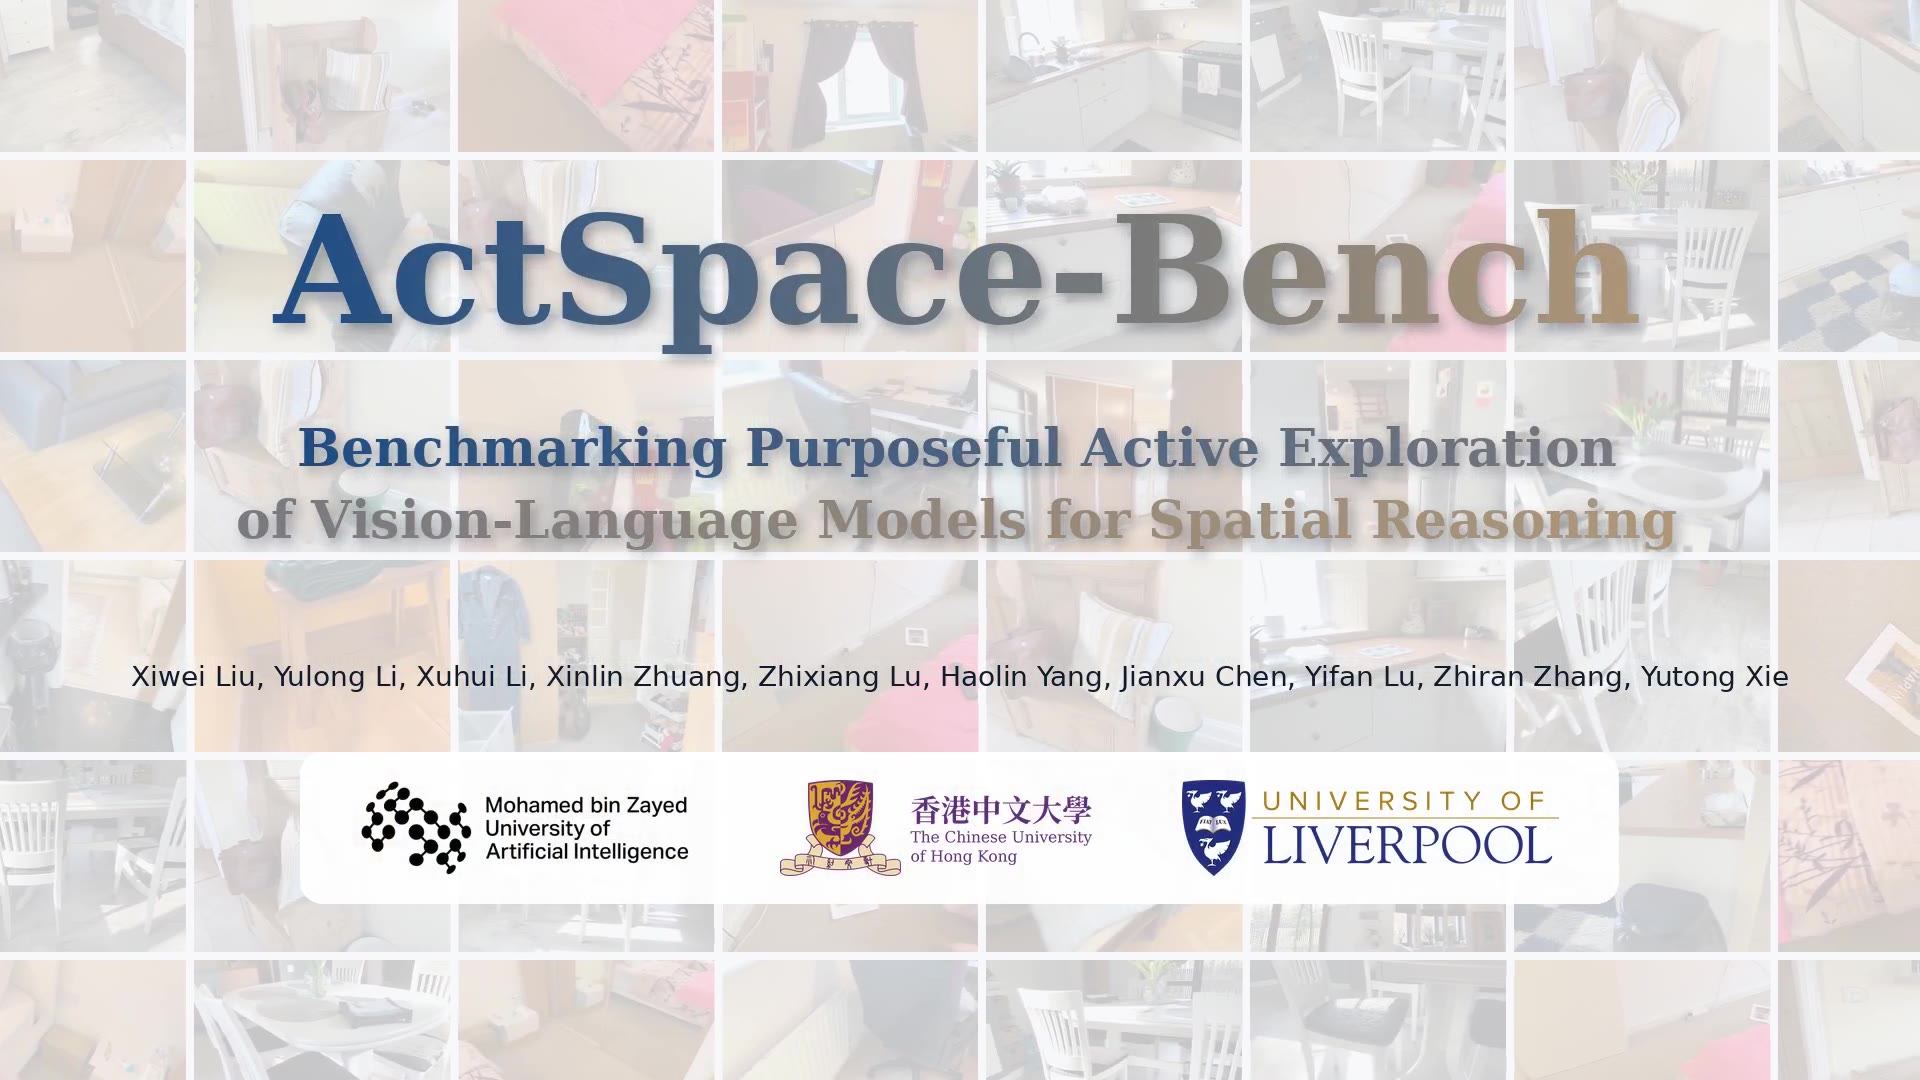 ActSpace-Bench
Benchmarking Purposeful Active Exploration
of Vision-Language Models for Spatial Reasoning
Xiwei Liu, Yulong Li, Xuhui Li, Xinlin Zhuang, Zhixiang Lu, Haolin Yang, Jianxu Chen, Yifan Lu, Zhiran Zhang, Yutong Xie
Mohamed bin Zayed
University of
Artificial Intelligence
香港中文大學
The Chinese University
of Hong Kong
FIAT LUX
UNIVERSITY OF
LIVERPOOL